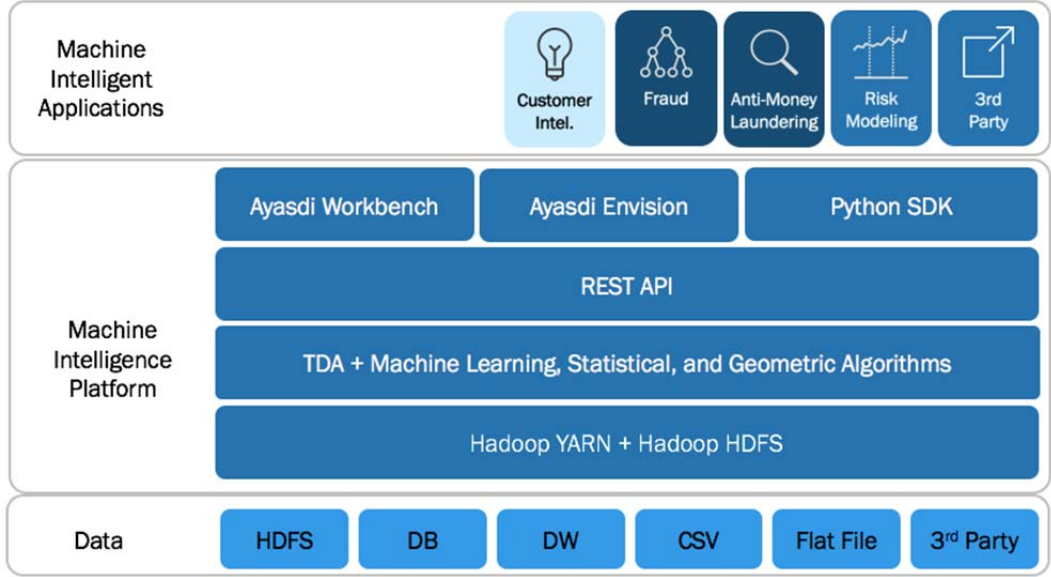 Machine
Intelligent
Applications
Customer
Intel.
Fraud
Anti-Money
Laundering
Risk
Modeling
3rd
Party
Machine
Intelligence
Platform
Ayasdi Workbench
Ayasdi Envision
Python SDK
REST API
TDA + Machine Learning, Statistical, and Geometric Algorithms
Hadoop YARN + Hadoop HDFS
Data
HDFS
DB
DW
CSV
Flat File
3rd Party